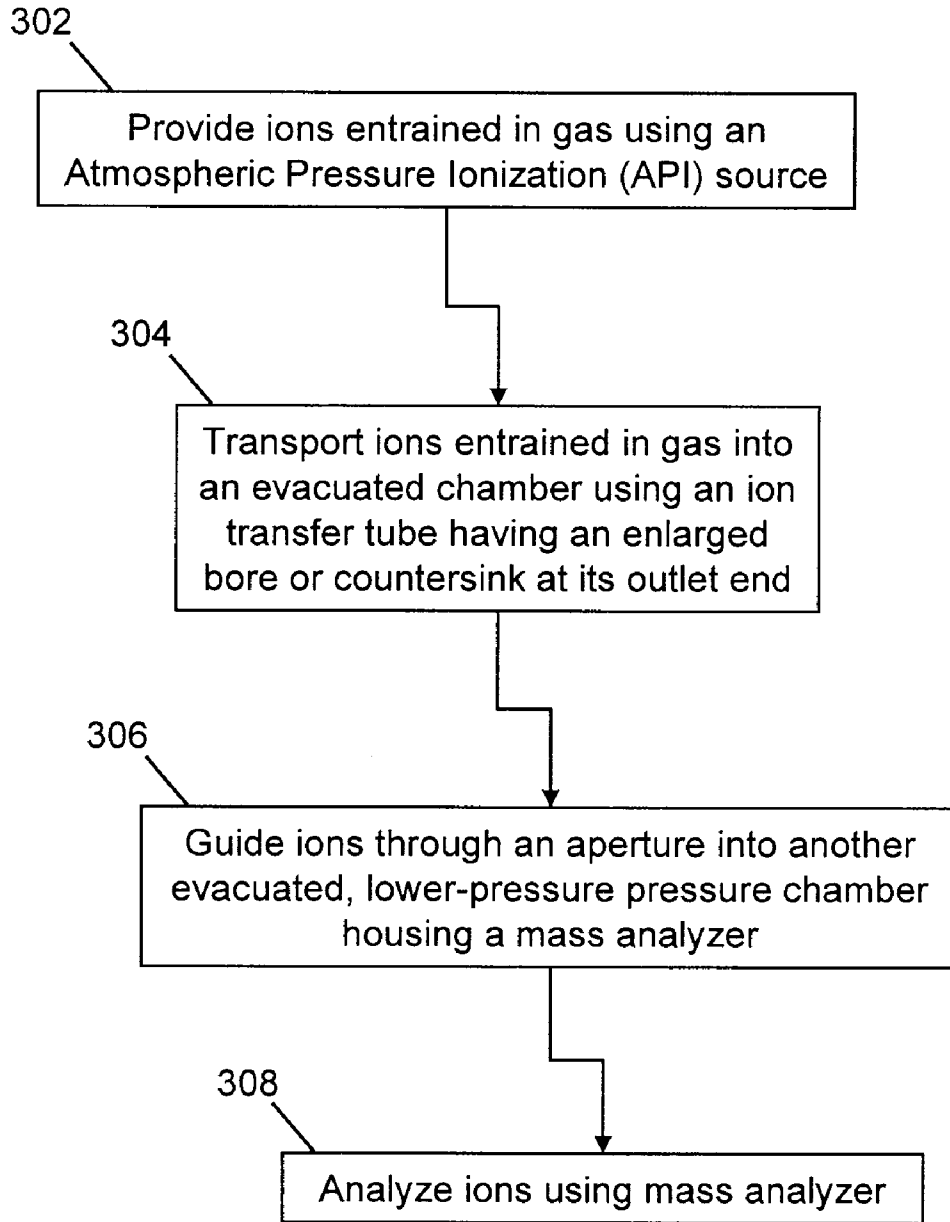 302
Provide ions entrained in gas using an
Atmospheric Pressure Ionization (API) source
304
Transport ions entrained in gas into
an evacuated chamber using an ion
transfer tube having an enlarged
bore or countersink at its outlet end
306
Guide ions through an aperture into another
evacuated, lower-pressure pressure chamber
housing a mass analyzer
308
Analyze ions using mass analyzer